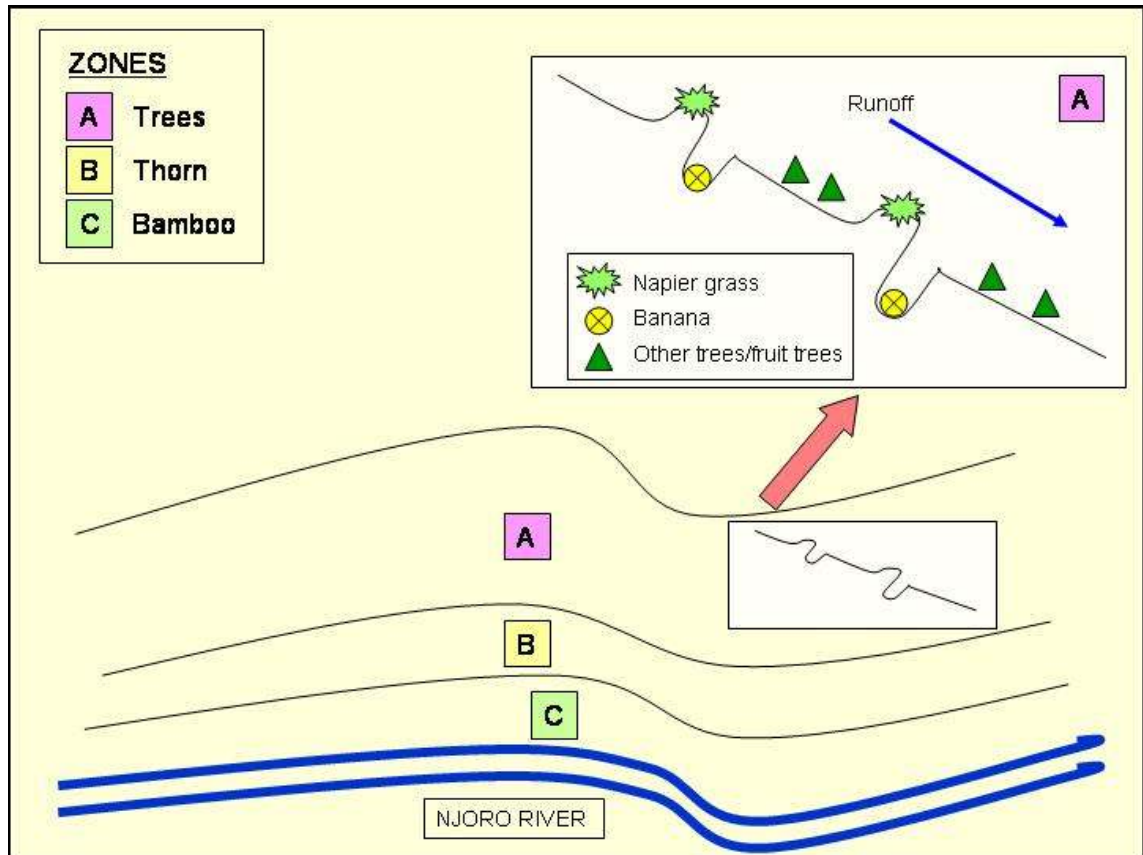 ZONES
A Trees
B Thorn
C Bamboo
A
Runoff
Napier grass
Banana
Other trees/fruit trees
A
B
C
NJORO RIVER